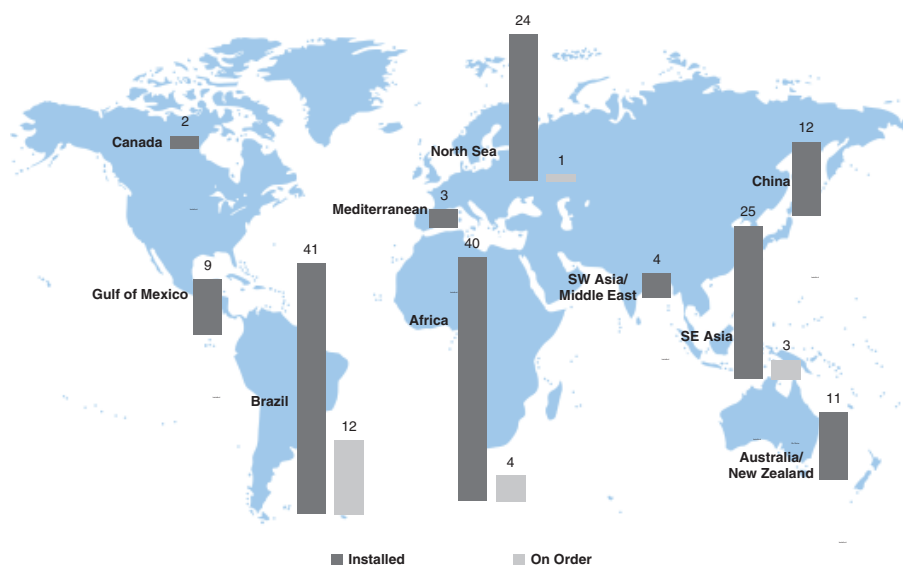 24
2
Canada
12
North Sea
1
China
3
Mediterranean
25
41
40
9
4
SW Asia/
Middle East
Gulf of Mexico
Africa
SE Asia
3
Brazil
12
11
4
Australia/
New Zealand
Installed
On Order